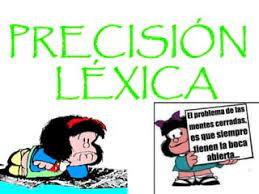 PRECISIÓN
LÉXICA
El problema de las
mentes cerradas,
es que siempre
tienen la boca
abierta...